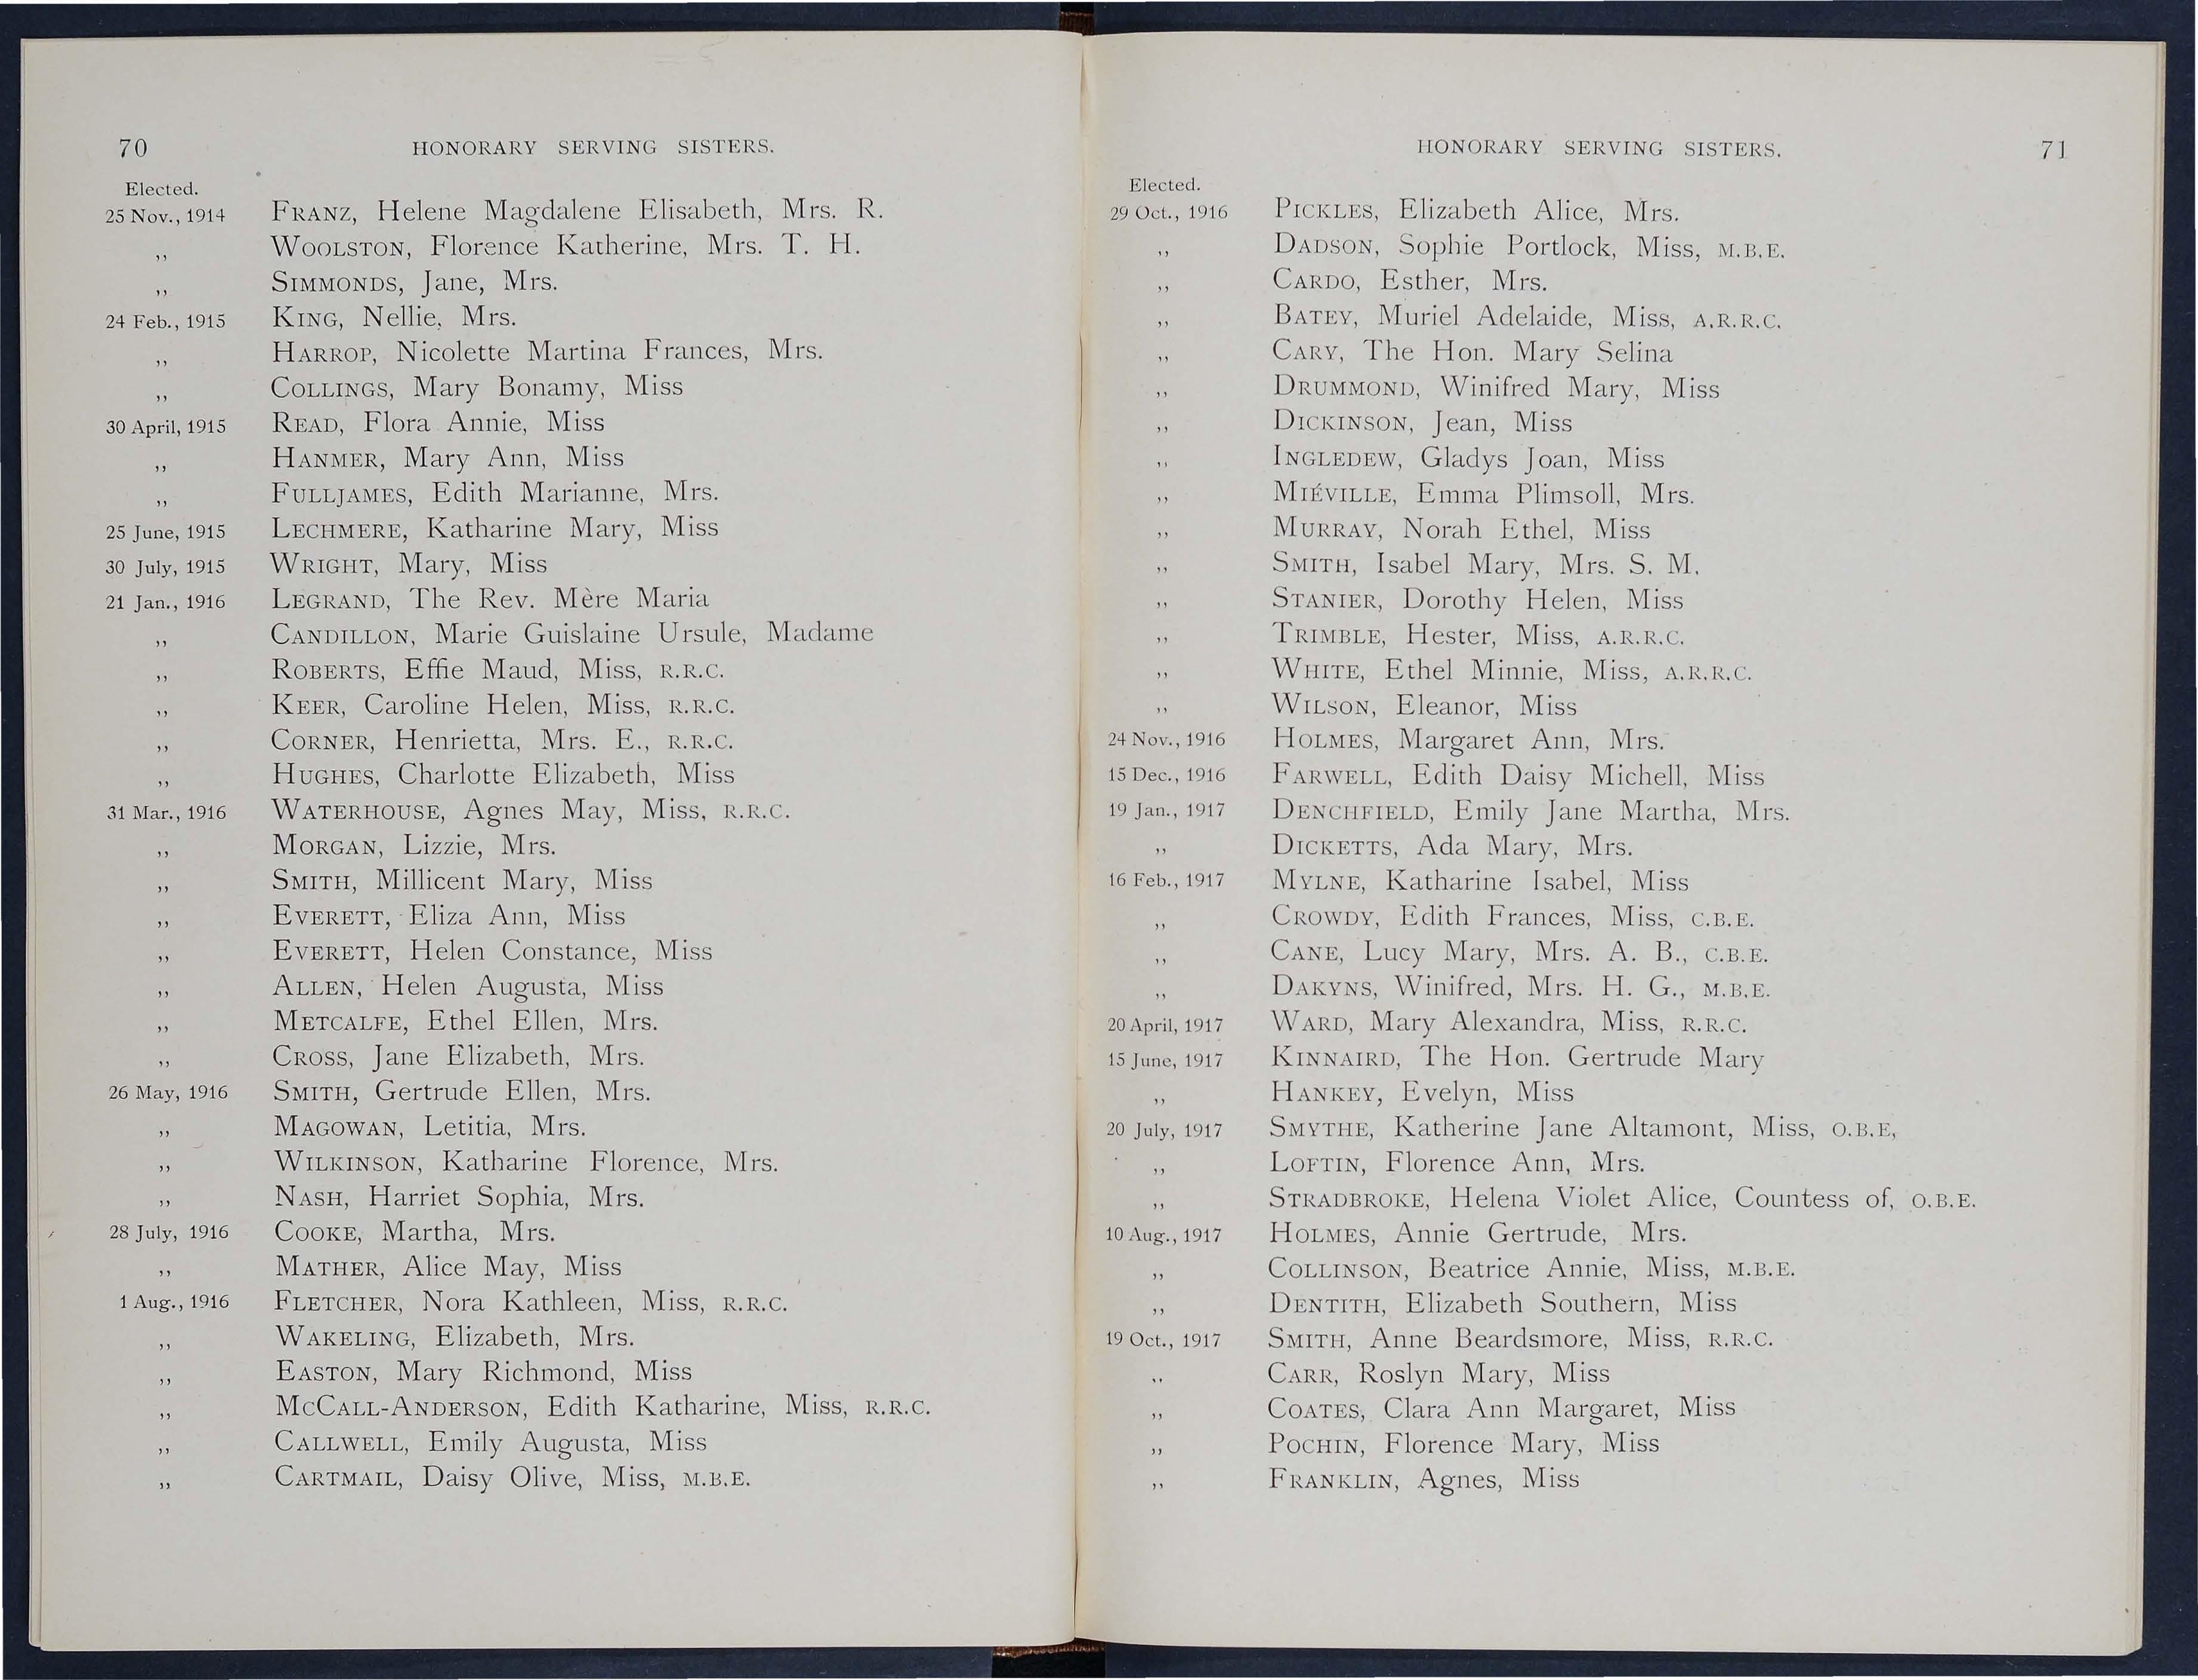 70 HONORARY SERVING SISTERS.
Elected.
25 Nov., 1914 FRANZ, Helene Magdalene Elisabeth, Mrs. R.
,, WOOLSTON, Florence Katherine, Mrs. T. H.
,, SIMMONDS, Jane, Mrs.
24 Feb., 1915 KING, Nellie, Mrs.
,, HARROP, Nicolette Martina Frances, Mrs.
,, COLLINGS, Mary Bonamy, Miss
30 April, 1915 READ, Flora Annie, Miss
,, HANMER, Mary Ann, Miss
,, FULLJAMES, Edith Marianne, Mrs.
25 June, 1915 LECHMERE, Katharine Mary, Miss
30 July, 1915 WRIGHT, Mary, Miss
21 Jan., 1916 LEGRAND, The Rev. Mère Maria
,, CANDILLON, Marie Guislaine Ursule, Madame
,, ROBERTS, Effie Maud, Miss, R.R.C.
,, KEER, Caroline Helen, Miss, R.R.C.
,, CORNER, Henrietta, Mrs. E., R.R.C.
,, HUGHES, Charlotte Elizabeth, Miss
31 Mar., 1916 WATERHOUSE, Agnes May, Miss, R.R.C.
,, MORGAN, Lizzie, Mrs.
,, SMITH, Millicent Mary, Miss
,, EVERETT, Eliza Ann, Miss
,, EVERETT, Helen Constance, Miss
,, ALLEN, Helen Augusta, Miss
,, METCALFE, Ethel Ellen, Mrs.
,, CROSS, Jane Elizabeth, Mrs.
26 May, 1916 SMITH, Gertrude Ellen, Mrs.
,, MAGOWAN, Letitia, Mrs.
,, WILKINSON, Katharine Florence, Mrs.
,, NASH, Harriet Sophia, Mrs.
28 July, 1916 COOKE, Martha, Mrs.
,, MATHER, Alice May, Miss
1 Aug., 1916 FLETCHER, Nora Kathleen, Miss, R.R.C.
,, WAKELING, Elizabeth, Mrs.
,, EASTON, Mary Richmond, Miss
,, MCCALL-ANDERSON, Edith Katharine, Miss, R.R.C.
,, CALLWELL, Emily Augusta, Miss
,, CARTMAIL, Daisy Olive, Miss, M.B.E.
HONORARY SERVING SISTERS. 71
Elected.
29 Oct., 1916 PICKLES, Elizabeth Alice, Mrs.
,, DADSON, Sophie Portlock, Miss, M.B.E.
,, CARDO, Esther, Mrs.
,, BATEY, Muriel Adelaide, Miss, A.R.R.C.
,, CARY, The Hon. Mary Selina
,, DRUMMOND, Winifred Mary, Miss
,, DICKINSON, Jean, Miss
,, INGLEDEW, Gladys Joan, Miss
,, MIÉVILLE, Emma Plimsoll, Mrs.
,, MURRAY, Norah Ethel, Miss
,, SMITH, Isabel Mary, Mrs. S. M.
,, STANIER, Dorothy Helen, Miss
,, TRIMBLE, Hester, Miss, A.R.R.C.
,, WHITE, Ethel Minnie, Miss, A.R.R.C.
,, WILSON, Eleanor, Miss
24 Nov., 1916 HOLMES, Margaret Ann, Mrs.
15 Dec., 1916 FARWELL, Edith Daisy Michell, Miss
19 Jan., 1917 DENCHFIELD, Emily Jane Martha, Mrs.
,, DICKETTS, Ada Mary, Mrs.
16 Feb., 1917 MYLNE, Katharine Isabel, Miss
,, CROWDY, Edith Frances, Miss, C.B.E.
,, CANE, Lucy Mary, Mrs. A. B., C.B.E.
,, DAKYNS, Winifred, Mrs. H. G., M.B.E.
20 April, 1917 WARD, Mary Alexandra, Miss, R.R.C.
15 June, 1917 KINNAIRD, The Hon. Gertrude Mary
,, HANKEY, Evelyn, Miss
20 July, 1917 SMYTHE, Katherine Jane Altamont, Miss, O.B.E.
,, LOFTIN, Florence Ann, Mrs.
,, STRADBROKE, Helena Violet Alice, Countess of, O.B.E.
10 Aug., 1917 HOLMES, Annie Gertrude, Mrs.
,, COLLINSON, Beatrice Annie, Miss, M.B.E.
,, DENTITH, Elizabeth Southern, Miss
19 Oct., 1917 SMITH, Anne Beardsmore, Miss, R.R.C.
,, CARR, Roslyn Mary, Miss
,, COATES, Clara Ann Margaret, Miss
,, POCHIN, Florence Mary, Miss
,, FRANKLIN, Agnes, Miss